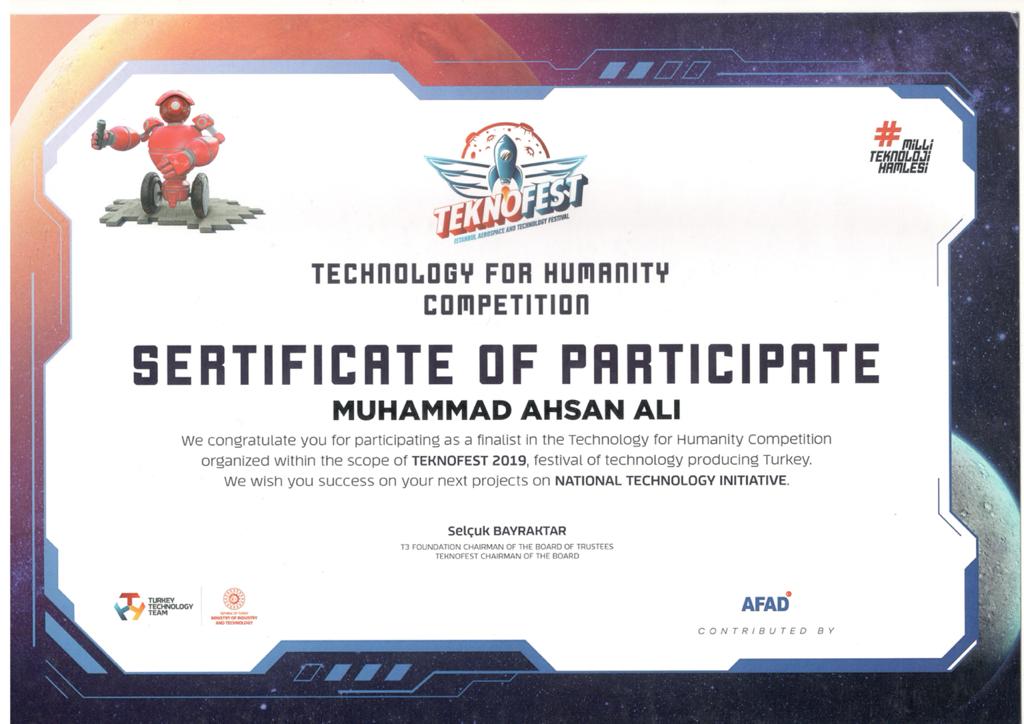 #MİLLİ
TEKNOLOJİ
HAMLESİ
TEKNOFEST
ISTANBUL AEROSPACE AND TECHNOLOGY FESTIVAL
TECHNOLOGY FOR HUMANITY
COMPETITION
SERTIFICATE OF PARTICIPATE
MUHAMMAD AHSAN ALI
We congratulate you for participating as a finalist in the Technology for Humanity Competition
organized within the scope of TEKNOFEST 2019, festival of technology producing Turkey.
We wish you success on your next projects on NATIONAL TECHNOLOGY INITIATIVE.
Selçuk BAYRAKTAR
T3 FOUNDATION CHAIRMAN OF THE BOARD OF TRUSTEES
TEKNOFEST CHAIRMAN OF THE BOARD
TURKEY
TECHNOLOGY
TEAM
REPUBLIC OF TURKEY
MINISTRY OF INDUSTRY
AND TECHNOLOGY
AFAD
CONTRIBUTED BY